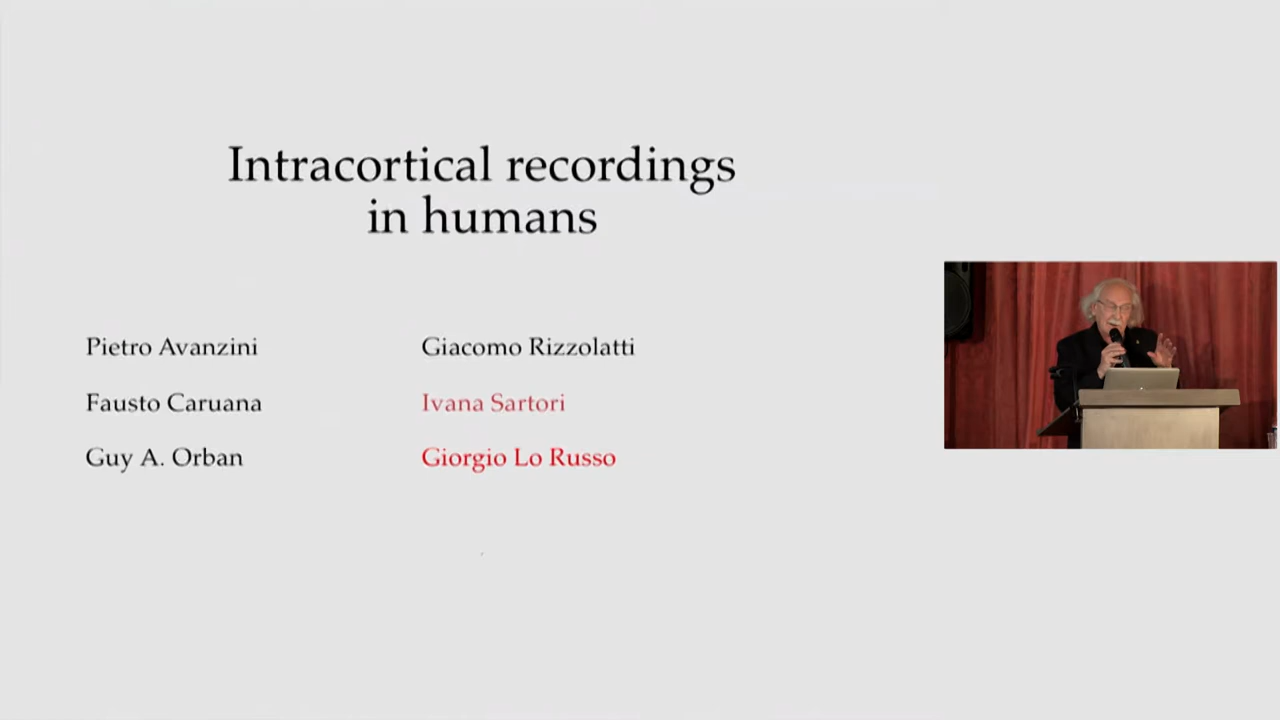 Intracortical recordings
in humans
Pietro Avanzini
Giacomo Rizzolatti
Fausto Caruana
Ivana Sartori
Guy A. Orban
Giorgio Lo Russo